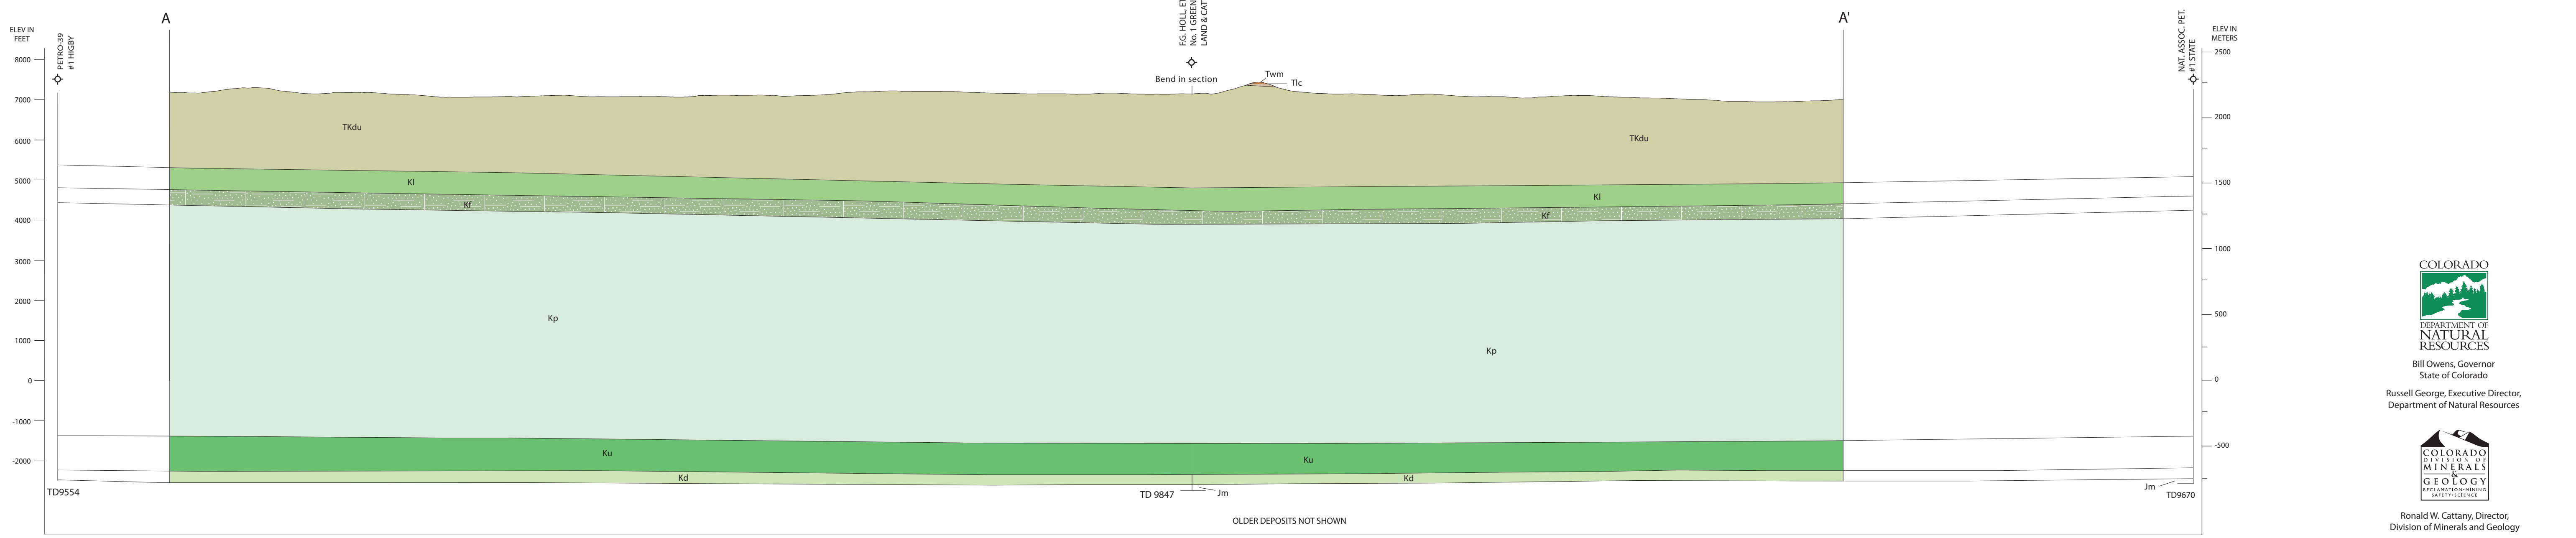 A
A'
ELEV IN
FEET
8000
7000
6000
5000
4000
3000
2000
1000
0
-1000
-2000
PETRO-39
#1 HIGBY
TD9554
F.G. HOLL, ET
No. 1 GREEN
LAND & CAT
Bend in section
Twm
Tlc
TKdu
TKdu
Kl
Kl
Kf
Kf
Kp
Kp
Ku
Ku
Kd
Kd
TD 9847
Jm
OLDER DEPOSITS NOT SHOWN
NAT. ASSOC. PET.
#1 STATE
Jm
TD9670
ELEV IN
METERS
2500
2000
1500
1000
500
0
-500
COLORADO
DEPARTMENT OF
NATURAL
RESOURCES
Bill Owens, Governor
State of Colorado
Russell George, Executive Director,
Department of Natural Resources
COLORADO
DIVISION OF
MINERALS
&
GEOLOGY
RECLAMATION•MINING
SAFETY•SCIENCE
Ronald W. Cattany, Director,
Division of Minerals and Geology